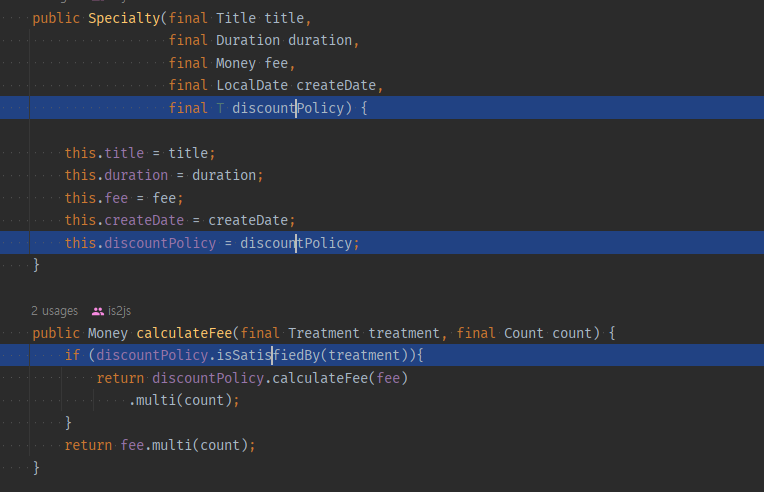 public Specialty(final Title title,
final Duration duration,
final Money fee,
final LocalDate createDate,
final T discountPolicy) {
this.title = title;
this.duration = duration;
this.fee = fee;
this.createDate = createDate;
this.discountPolicy = discountPolicy;
}
2 usages is2js
public Money calculateFee(final Treatment treatment, final Count count) {
if (discountPolicy.isSatisfiedBy(treatment)){
return discountPolicy.calculateFee(fee)
.multi(count);
}
return fee.multi(count);
}